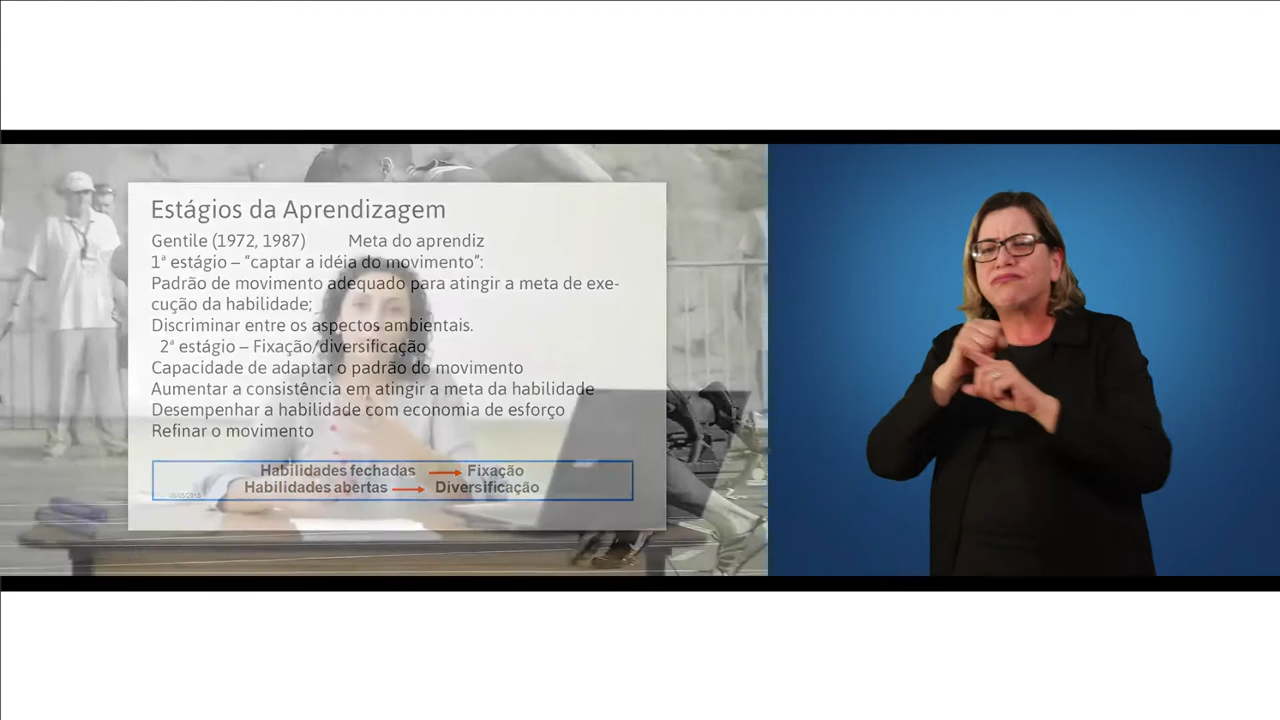 Estágios da Aprendizagem
Gentile (1972, 1987) Meta do aprendiz
1ª estágio – “captar a idéia do movimento”:
Padrão de movimento adequado para atingir a meta de exe-
cução da habilidade;
Discriminar entre os aspectos ambientais.
2ª estágio – Fixação/diversificação
Capacidade de adaptar o padrão do movimento
Aumentar a consistência em atingir a meta da habilidade
Desempenhar a habilidade com economia de esforço
Refinar o movimento
Habilidades fechadas → Fixação
Habilidades abertas → Diversificação